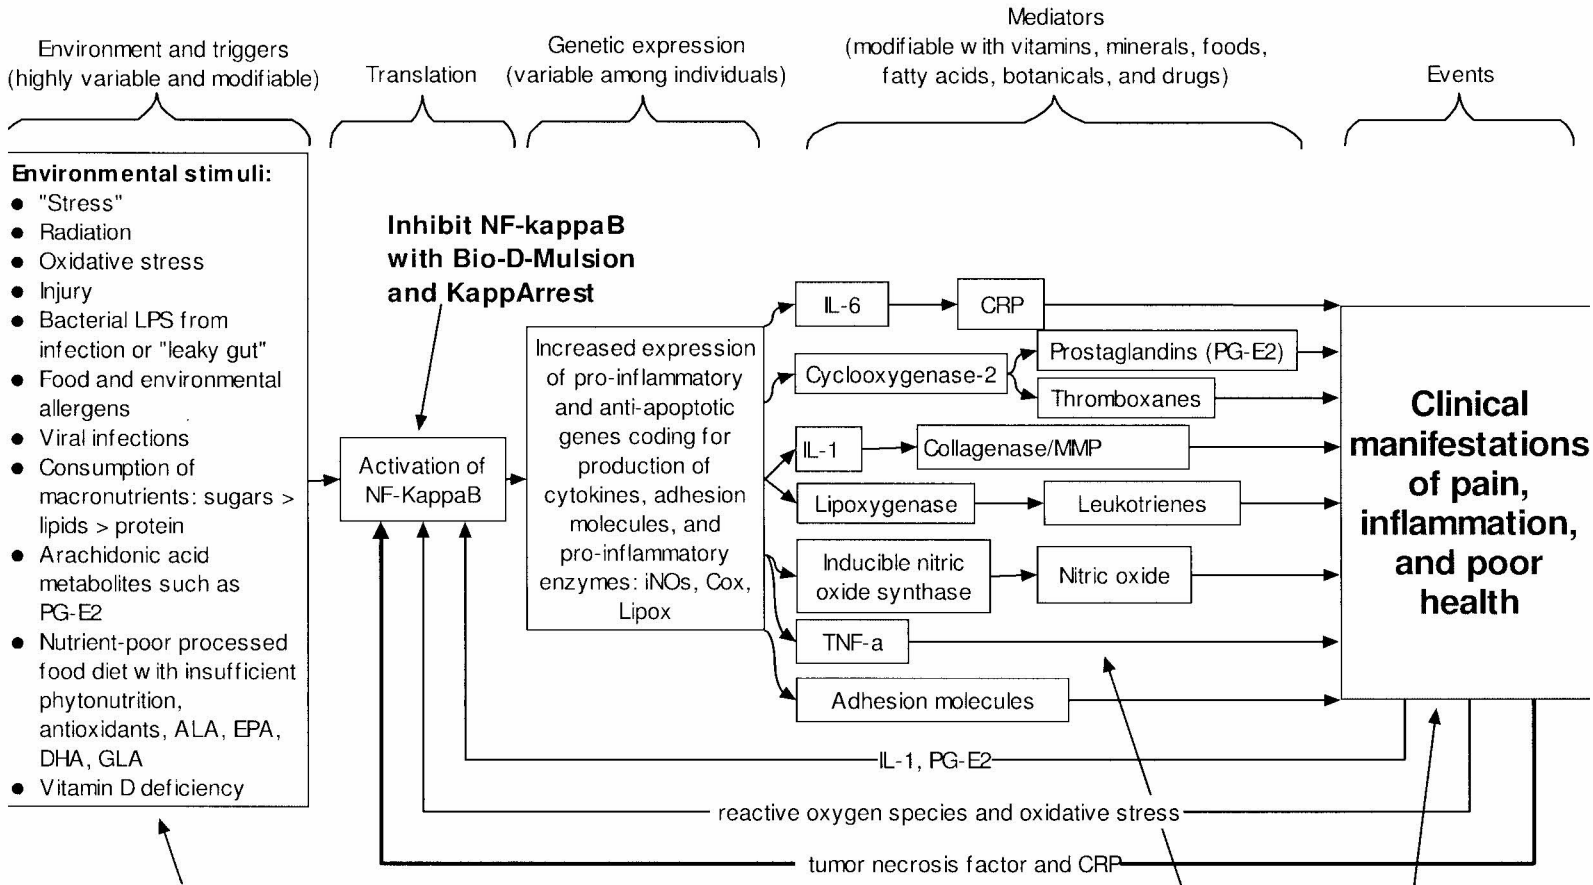 Environment and triggers
(highly variable and modifiable)
Translation
Genetic expression
(variable among individuals)
Mediators
(modifiable with vitamins, minerals, foods,
fatty acids, botanicals, and drugs)
Events
Environmental stimuli:
● "Stress"
● Radiation
● Oxidative stress
● Injury
● Bacterial LPS from
infection or "leaky gut"
● Food and environmental
allergens
● Viral infections
● Consumption of
macronutrients: sugars >
lipids > protein
● Arachidonic acid
metabolites such as
PG-E2
● Nutrient-poor processed
food diet with insufficient
phytonutrition,
antioxidants, ALA, EPA,
DHA, GLA
● Vitamin D deficiency
Inhibit NF-kappaB
with Bio-D-Mulsion
and KappArrest
Activation of
NF-KappaB
Increased expression
of pro-inflammatory
and anti-apoptotic
genes coding for
production of
cytokines, adhesion
molecules, and
pro-inflammatory
enzymes: iNOs, Cox,
Lipox
IL-6
CRP
Cyclooxygenase-2
Prostaglandins (PG-E2)
Thromboxanes
IL-1
Collagenase/MMP
Lipoxygenase
Leukotrienes
Inducible nitric
oxide synthase
Nitric oxide
TNF-a
Adhesion molecules
Clinical
manifestations
of pain,
inflammation,
and poor
health
IL-1, PG-E2
reactive oxygen species and oxidative stress
tumor necrosis factor and CRP